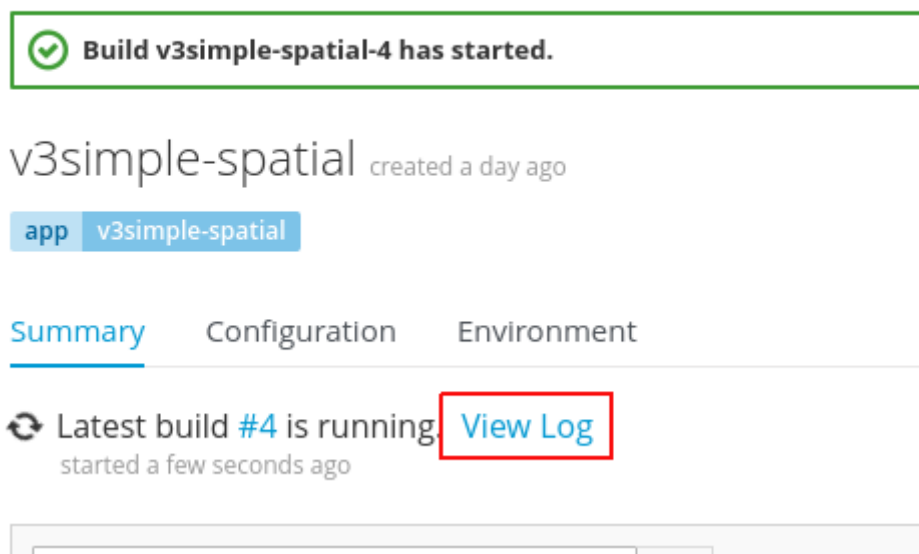 Build v3simple-spatial-4 has started.
v3simple-spatial created a day ago
app v3simple-spatial
Summary Configuration Environment
Latest build #4 is running. View Log
started a few seconds ago